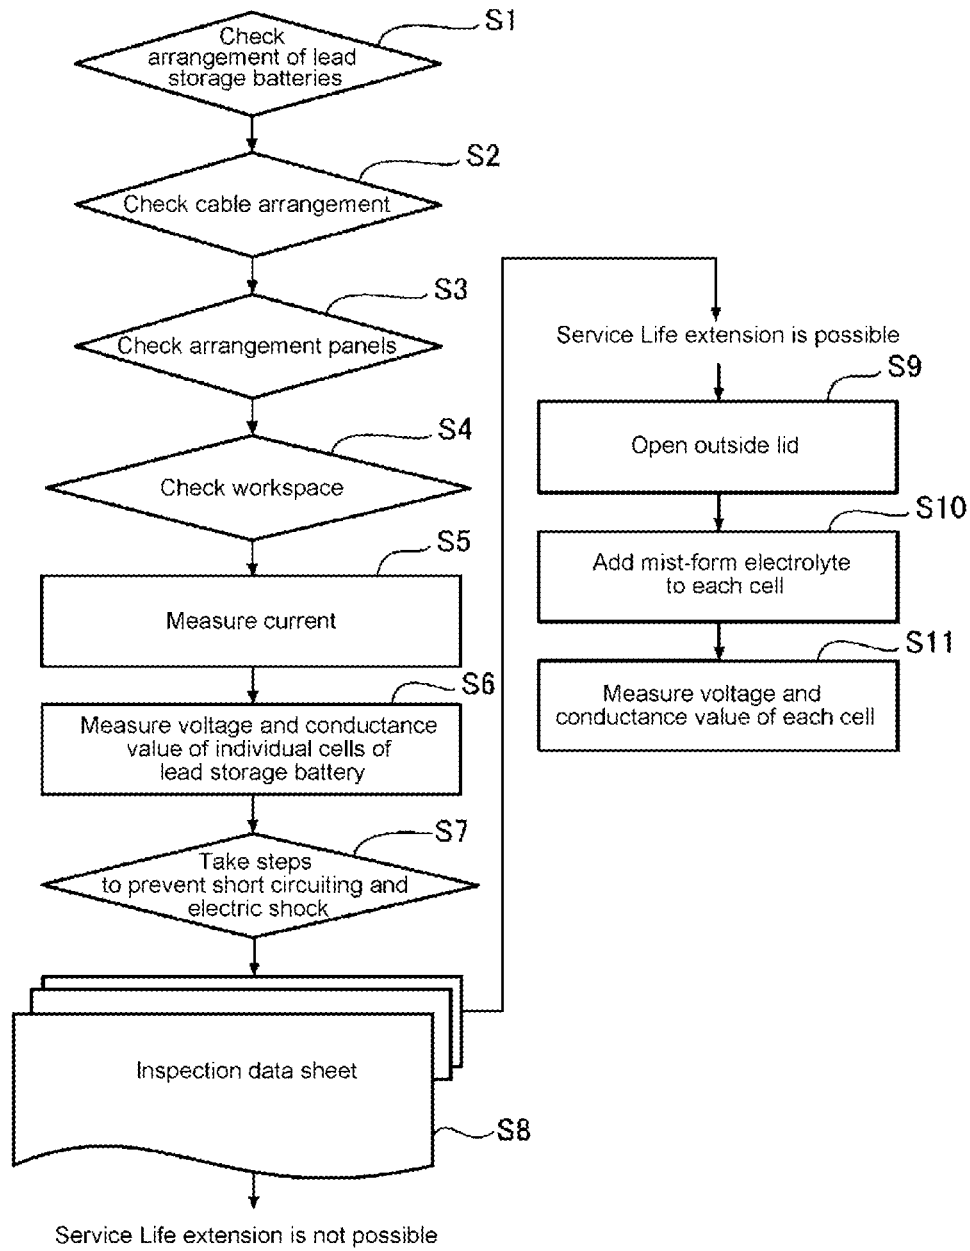 S1
Check
arrangement of lead
storage batteries
S2
Check cable arrangement
S3
Check arrangement panels
S4
Check workspace
S5
Measure current
S6
Measure voltage and conductance
value of individual cells of
lead storage battery
S7
Take steps
to prevent short circuiting and
electric shock
Inspection data sheet
S8
Service Life extension is not possible
Service Life extension is possible
S9
Open outside lid
S10
Add mist-form electrolyte
to each cell
S11
Measure voltage and
conductance value of each cell